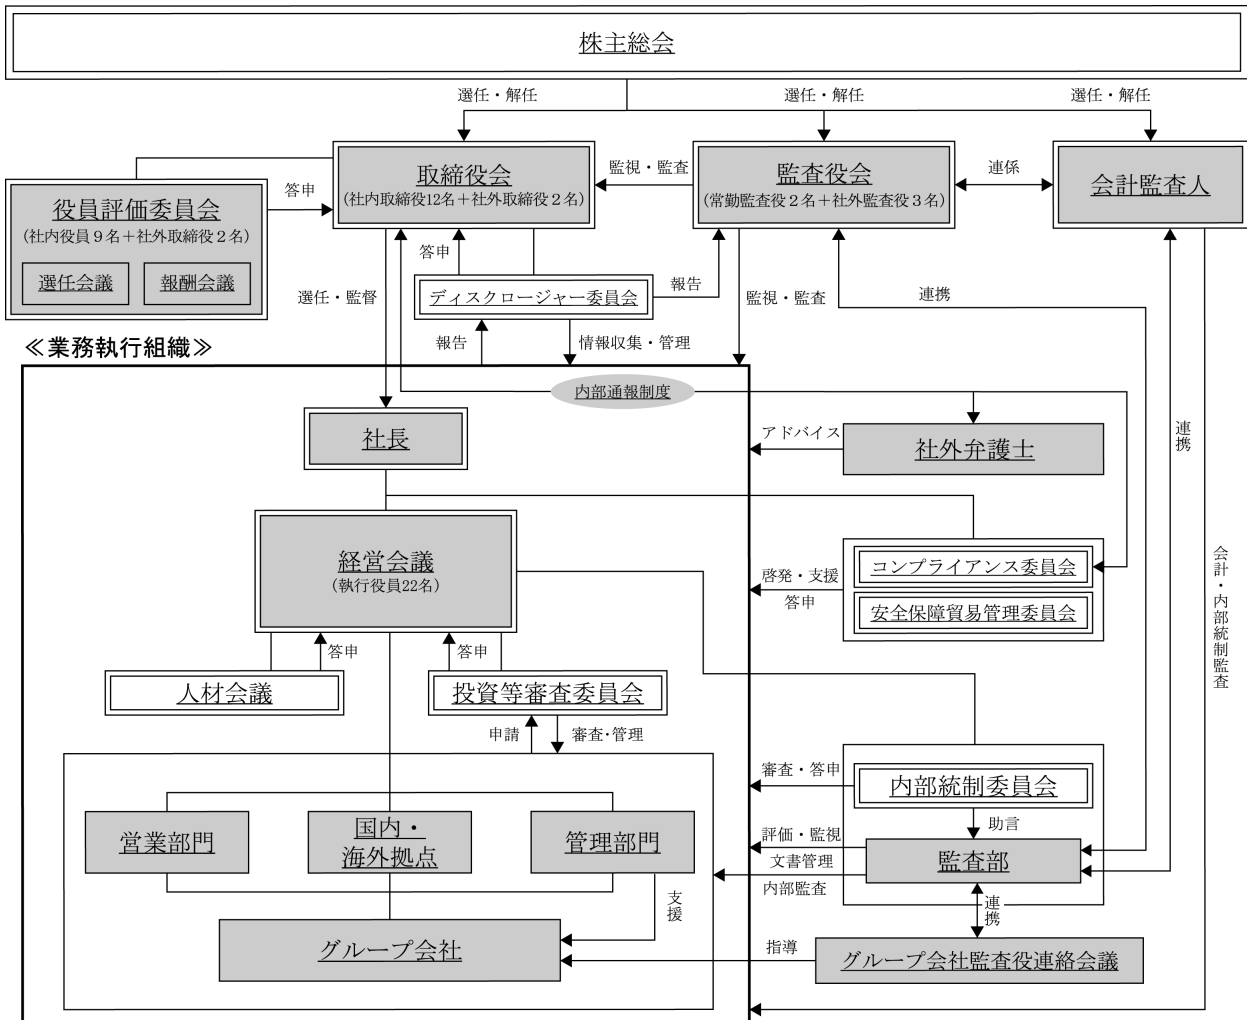 株主総会
選任・解任
選任・解任
選任・解任
取締役会
(社内取締役12名＋社外取締役２名)
監視・監査
監査役会
(常勤監査役２名＋社外監査役３名)
連係
会計監査人
役員評価委員会
(社内役員９名＋社外取締役２名)
選任会議
報酬会議
答申
答申
選任・監督
ディスクロージャー委員会
報告
監視・監査
連携
報告
情報収集・管理
≪業務執行組織≫
内部通報制度
社長
アドバイス
社外弁護士
連携
経営会議
(執行役員22名)
啓発・支援
答申
コンプライアンス委員会
安全保障貿易管理委員会
会計・内部統制監査
答申
答申
人材会議
投資等審査委員会
申請
審査・管理
審査・答申
内部統制委員会
助言
営業部門
国内・
海外拠点
管理部門
評価・監視
文書管理
内部監査
監査部
支援
連携
グループ会社
指導
グループ会社監査役連絡会議